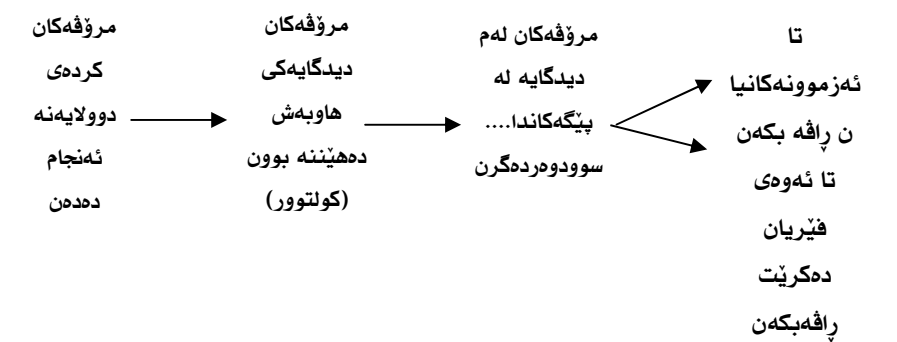 مرۆڤەکان
کردەی
دوولایەنە
ئەنجام
دەدەن
مرۆڤەکان
دیدگایەکی
هاوبەش
دەهێننە بوون
(کولتوور)
مرۆڤەکان لەم
دیدگایە لە
پێگەکاندا....
سوودوەردەگرن
تا
ئەزموونەکانیا
ن ڕاڤە بکەن
تا ئەوەی
فێریان
دەکرێت
ڕاڤەبکەن